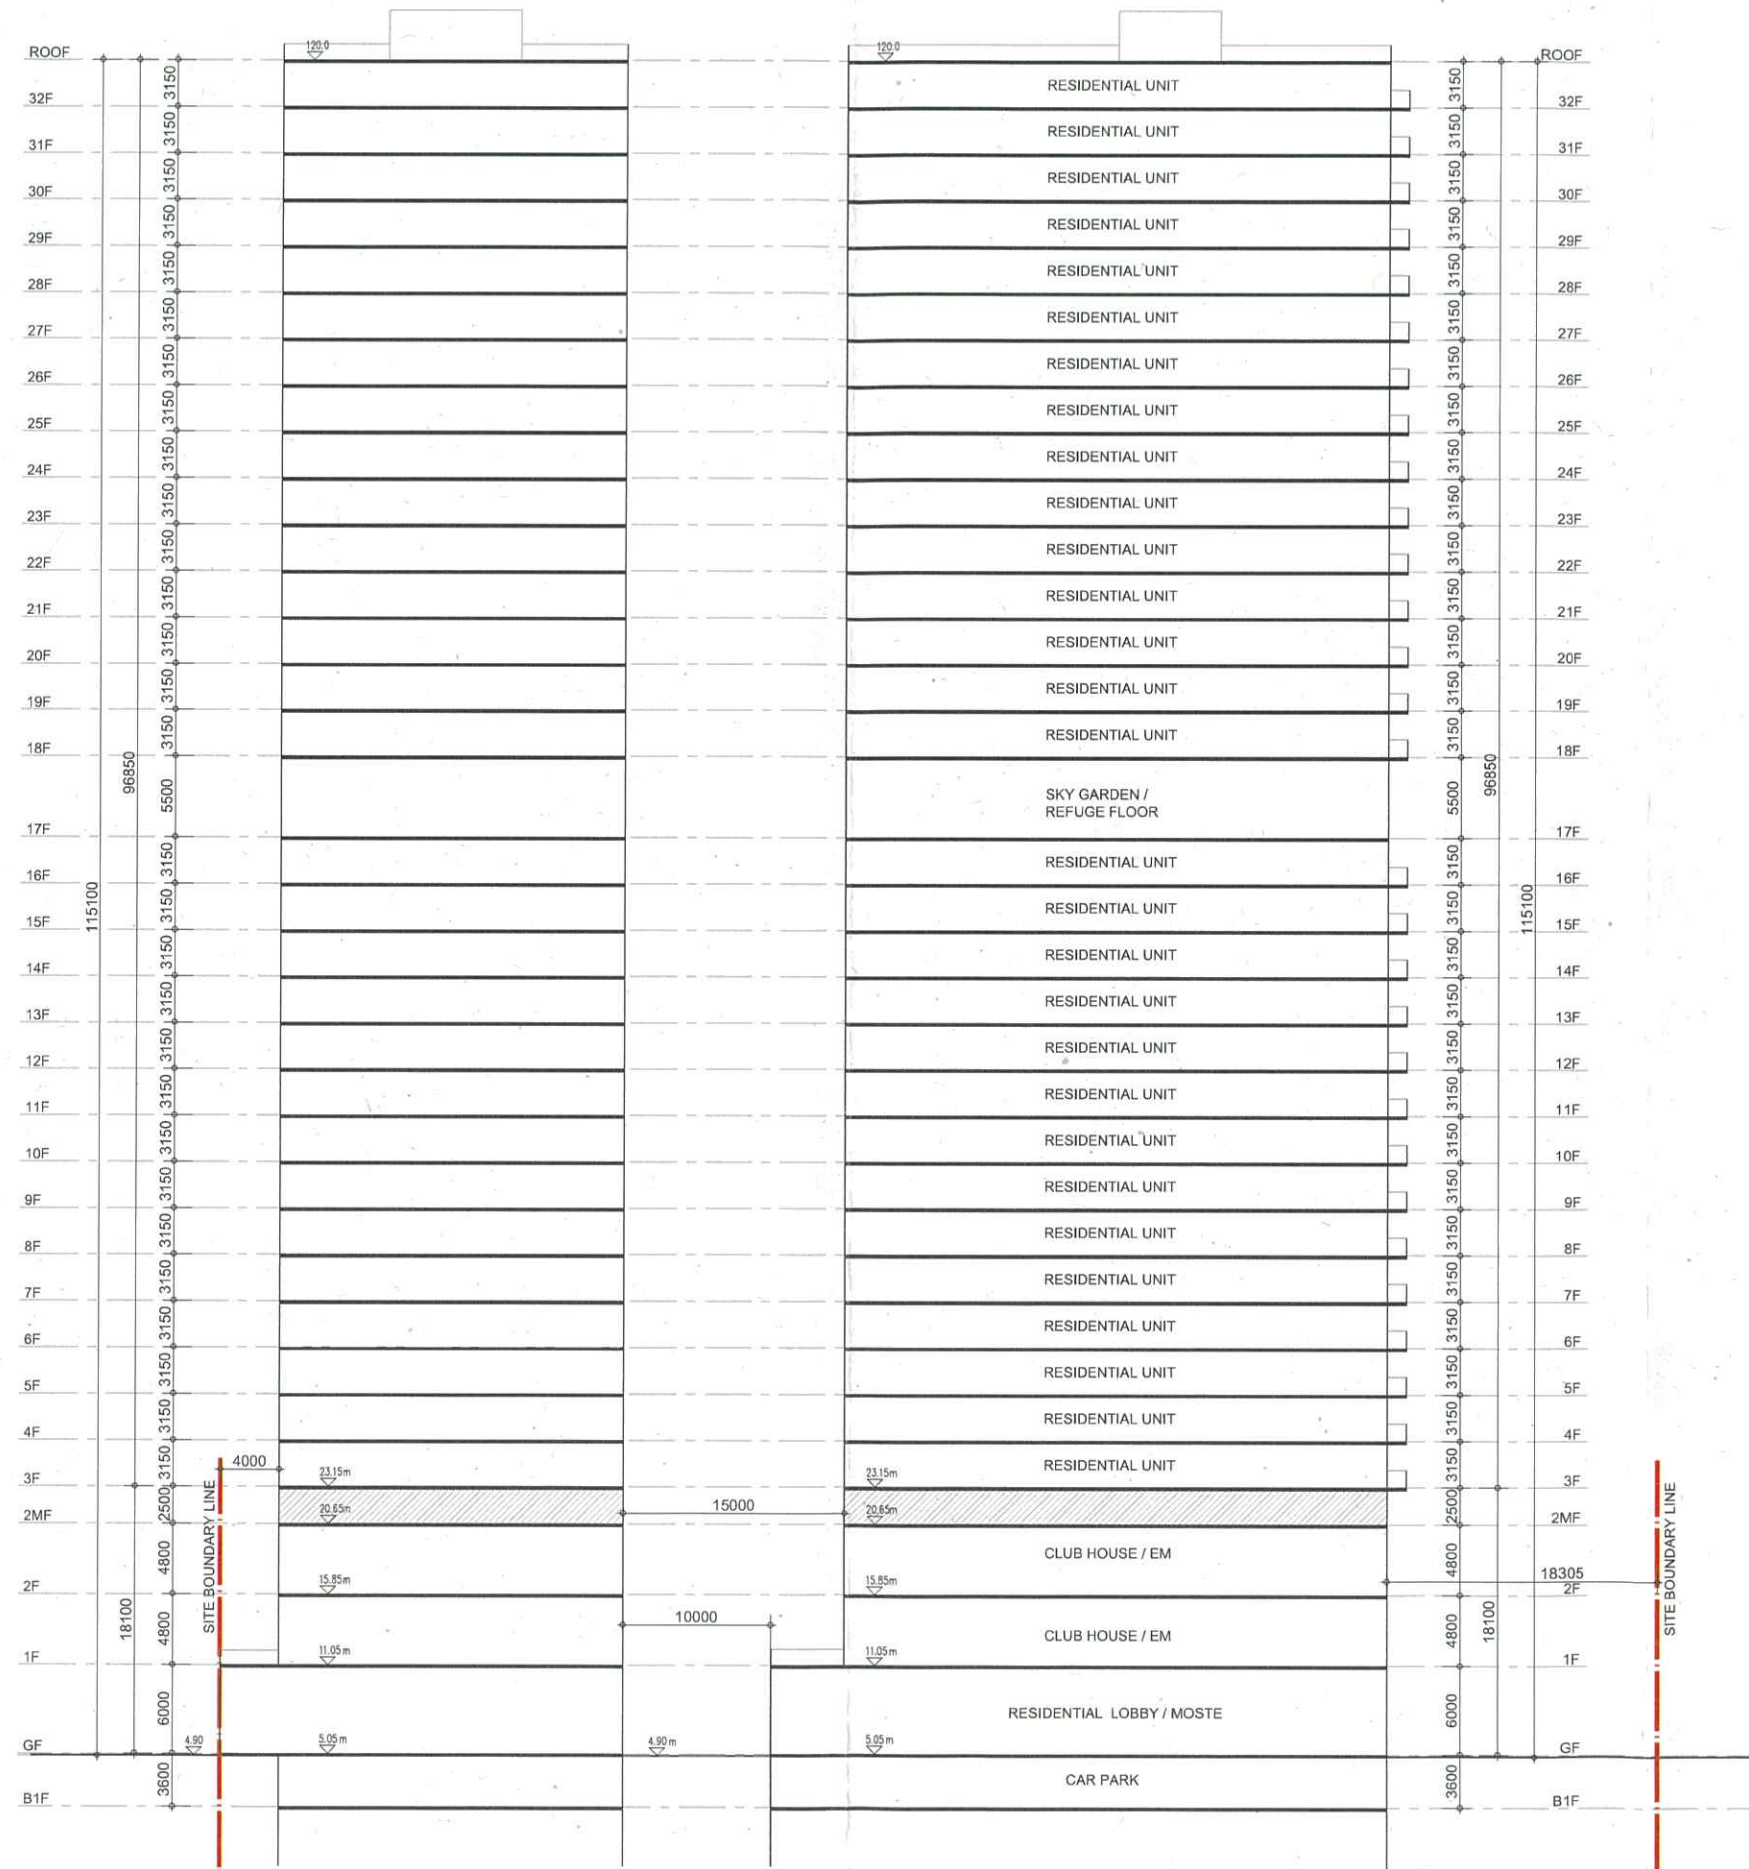 120.0
120.0
ROOF
3150
RESIDENTIAL UNIT
3150
ROOF
32F
3150
RESIDENTIAL UNIT
3150
32F
31F
3150
RESIDENTIAL UNIT
3150
31F
30F
3150
RESIDENTIAL UNIT
3150
30F
29F
3150
RESIDENTIAL UNIT
3150
29F
28F
3150
RESIDENTIAL UNIT
3150
28F
27F
3150
RESIDENTIAL UNIT
3150
27F
26F
3150
RESIDENTIAL UNIT
3150
26F
25F
3150
RESIDENTIAL UNIT
3150
25F
24F
3150
RESIDENTIAL UNIT
3150
24F
23F
3150
RESIDENTIAL UNIT
3150
23F
22F
3150
RESIDENTIAL UNIT
3150
22F
21F
3150
RESIDENTIAL UNIT
3150
21F
20F
3150
RESIDENTIAL UNIT
3150
20F
19F
3150
RESIDENTIAL UNIT
3150
19F
18F
96850
5500
SKY GARDEN /
REFUGE FLOOR
5500
96850
18F
17F
3150
RESIDENTIAL UNIT
3150
17F
16F
115100
3150
RESIDENTIAL UNIT
3150
115100
16F
15F
3150
RESIDENTIAL UNIT
3150
15F
14F
3150
RESIDENTIAL UNIT
3150
14F
13F
3150
RESIDENTIAL UNIT
3150
13F
12F
3150
RESIDENTIAL UNIT
3150
12F
11F
3150
RESIDENTIAL UNIT
3150
11F
10F
3150
RESIDENTIAL UNIT
3150
10F
9F
3150
RESIDENTIAL UNIT
3150
9F
8F
3150
RESIDENTIAL UNIT
3150
8F
7F
3150
RESIDENTIAL UNIT
3150
7F
6F
3150
RESIDENTIAL UNIT
3150
6F
5F
3150
RESIDENTIAL UNIT
3150
5F
4F
3150
4000
RESIDENTIAL UNIT
3150
4F
23.15m
23.15m
3F
2500
15000
2500
3F
20.65m
20.65m
2MF
4800
CLUB HOUSE / EM
4800
2MF
SITE BOUNDARY LINE
SITE BOUNDARY LINE
15.85m
15.85m
18305
2F
18100
4800
10000
CLUB HOUSE / EM
4800
18100
2F
11.05m
11.05m
1F
6000
RESIDENTIAL LOBBY / MOSTE
6000
1F
4.90
5.05 m
4.90 m
5.05 m
GF
3600
CAR PARK
3600
GF
B1F
B1F